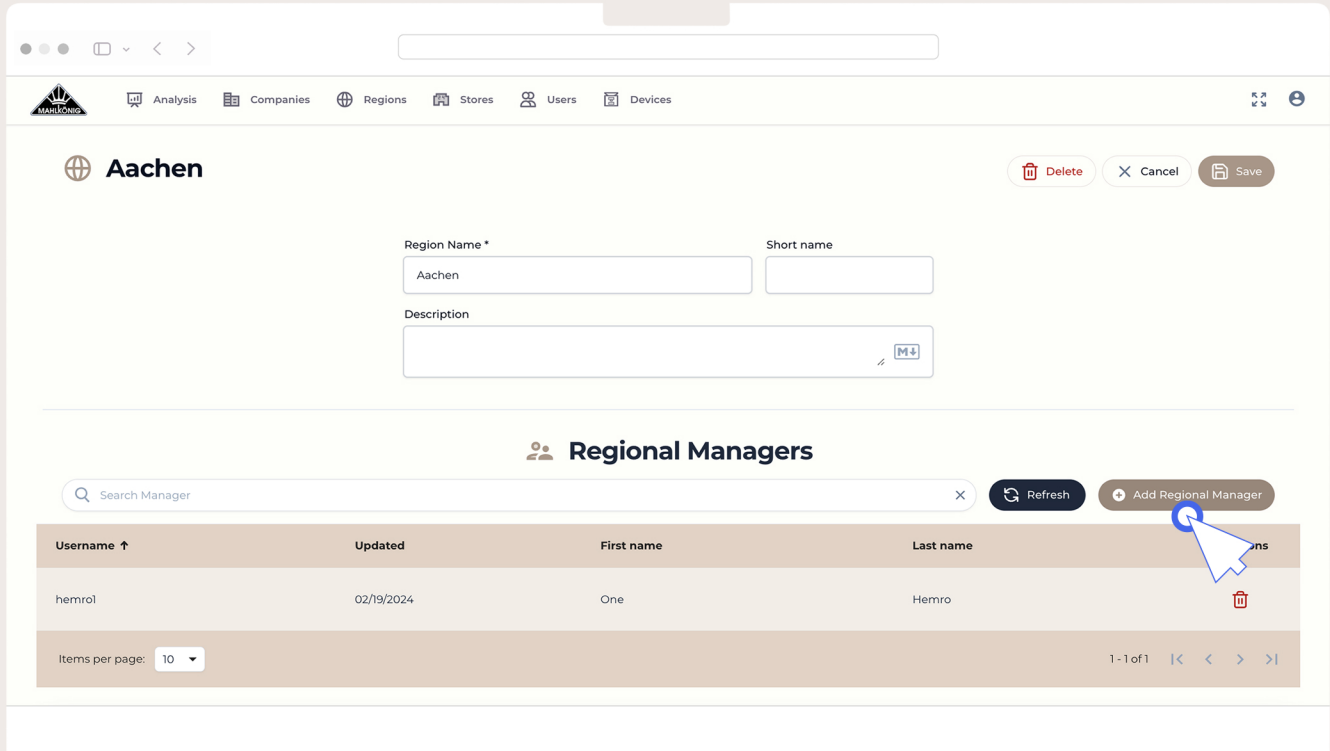 MAHLKÖNIG
Analysis Companies Regions Stores Users Devices
Aachen
Delete Cancel Save
Region Name * Short name
Aachen
Description
M
Regional Managers
Search Manager Refresh Add Regional Manager
Username Updated First name Last name ons
hemro1 02/19/2024 One Hemro
Items per page: 10 1 - 1 of 1